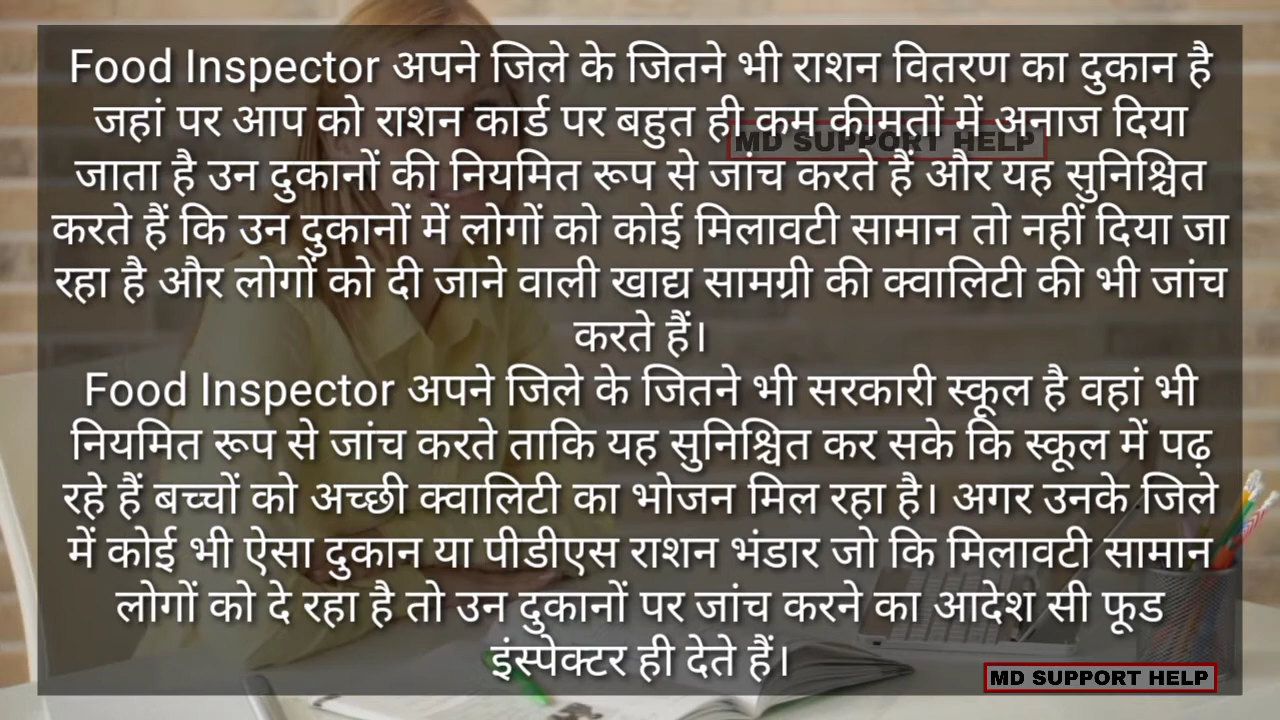 Food Inspector अपने जिले के जितने भी राशन वितरण का दुकान है
जहां पर आप को राशन कार्ड पर बहुत ही कम कीमतों में अनाज दिया
MD SUPPORT HELP
जाता है उन दुकानों की नियमित रूप से जांच करते हैं और यह सुनिश्चित
करते हैं कि उन दुकानों में लोगों को कोई मिलावटी सामान तो नहीं दिया जा
रहा है और लोगों को दी जाने वाली खाद्य सामग्री की क्वालिटी की भी जांच
करते हैं।
Food Inspector अपने जिले के जितने भी सरकारी स्कूल है वहां भी
नियमित रूप से जांच करते ताकि यह सुनिश्चित कर सके कि स्कूल में पढ़
रहे हैं बच्चों को अच्छी क्वालिटी का भोजन मिल रहा है। अगर उनके जिले
में कोई भी ऐसा दुकान या पीडीएस राशन भंडार जो कि मिलावटी सामान
लोगों को दे रहा है तो उन दुकानों पर जांच करने का आदेश सी फूड
इंस्पेक्टर ही देते हैं।
MD SUPPORT HELP